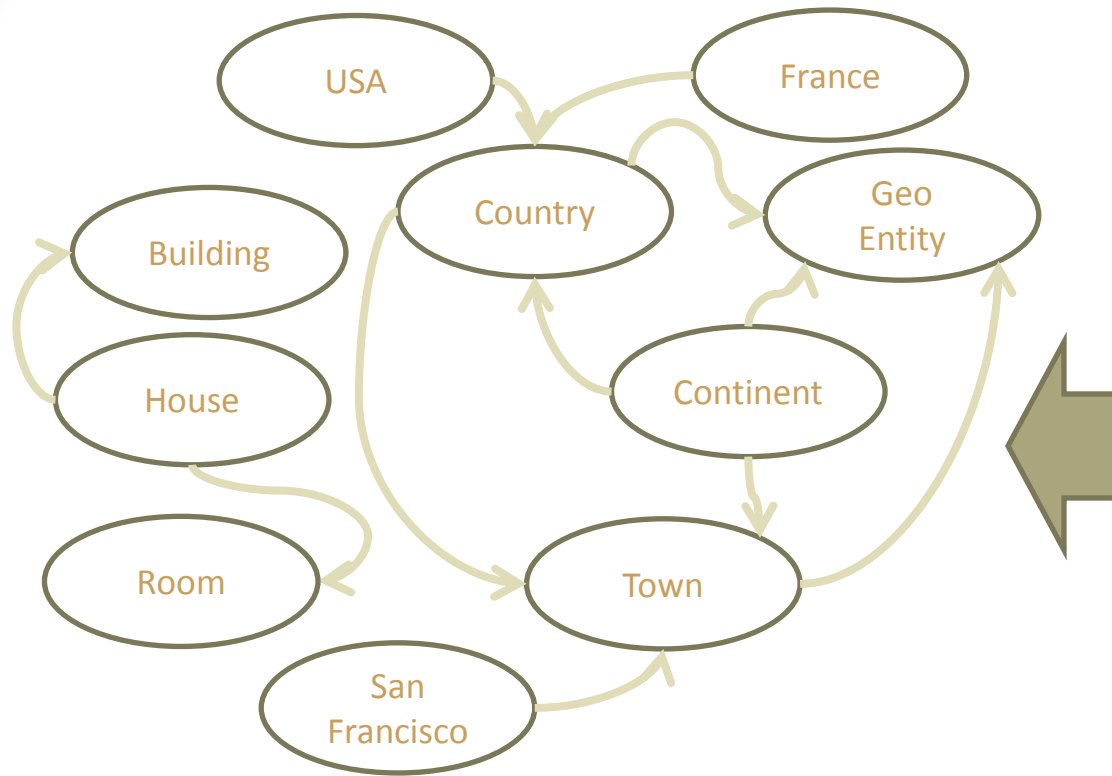 USA
France
Country
Geo
Entity
Building
House
Continent
Room
Town
San
Francisco